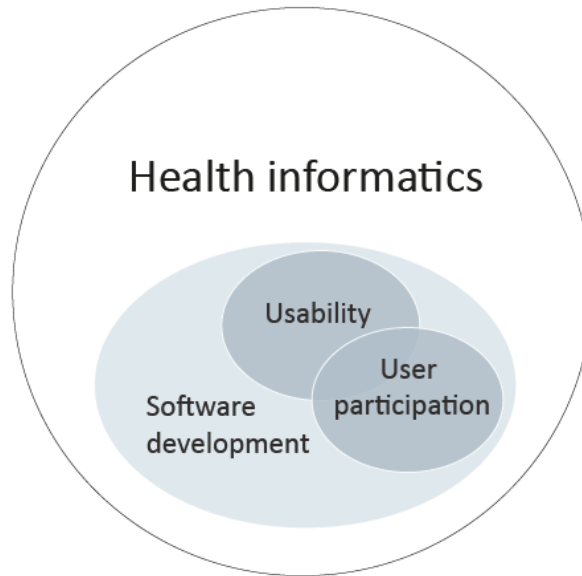 Health informatics
Usability
User
participation
Software
development